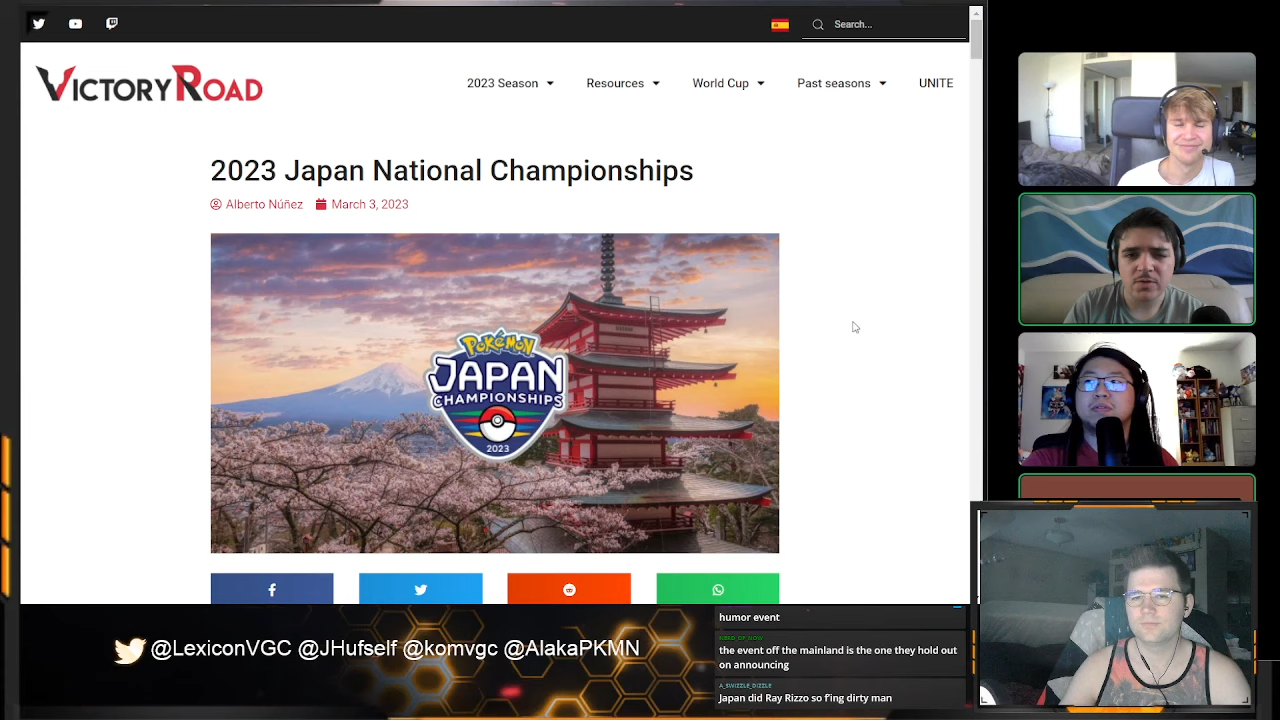 Search...
VICTORY ROAD
2023 Season
Resources
World Cup
Past seasons
UNITE
2023 Japan National Championships
Alberto Núñez
March 3, 2023
POKÉMON
JAPAN
CHAMPIONSHIPS
2023
@LexiconVGC @JHufself @komvgc @AlakaPKMN
humor event
NEED_OF_NOW
the event off the mainland is the one they hold out
on announcing
A_SWIZZLE_DIZZLE
Japan did Ray Rizzo so f'ing dirty man